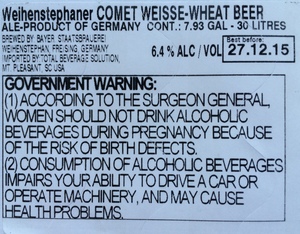 Weihenstephaner COMET WEISSE-WHEAT BEER
ALE-PRODUCT OF GERMANY CONT.: 7.93 GAL - 30 LITRES
BREWED BY BAYER STAATSBRAUEREI
WEIHENSTEPHAN, FREISING, GERMANY
IMPORTED BY TOTAL BEVERAGE SOLUTION,
MT. PLEASANT, SC USA
6.4 % ALC / VOL
Best before:
27.12.15
GOVERNMENT WARNING:
(1) ACCORDING TO THE SURGEON GENERAL,
WOMEN SHOULD NOT DRINK ALCOHOLIC
BEVERAGES DURING PREGNANCY BECAUSE
OF THE RISK OF BIRTH DEFECTS.
(2) CONSUMPTION OF ALCOHOLIC BEVERAGES
IMPAIRS YOUR ABILITY TO DRIVE A CAR OR
OPERATE MACHINERY, AND MAY CAUSE
HEALTH PROBLEMS.